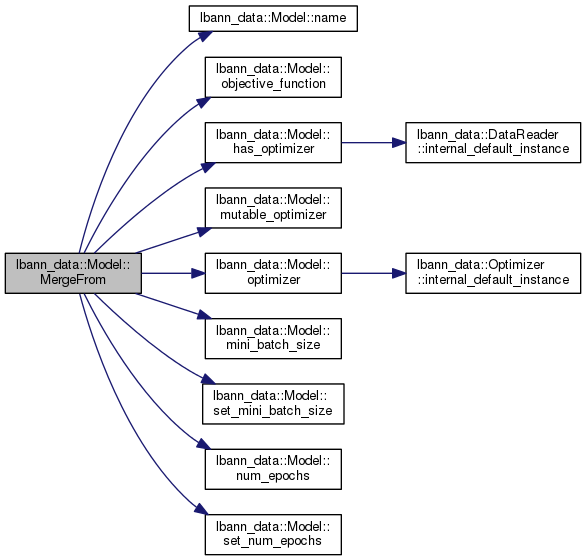 lbann_data::Model::name
lbann_data::Model::
objective_function
lbann_data::Model::
has_optimizer
lbann_data::DataReader
::internal_default_instance
lbann_data::Model::
mutable_optimizer
lbann_data::Model::
MergeFrom
lbann_data::Model::
optimizer
lbann_data::Optimizer
::internal_default_instance
lbann_data::Model::
mini_batch_size
lbann_data::Model::
set_mini_batch_size
lbann_data::Model::
num_epochs
lbann_data::Model::
set_num_epochs